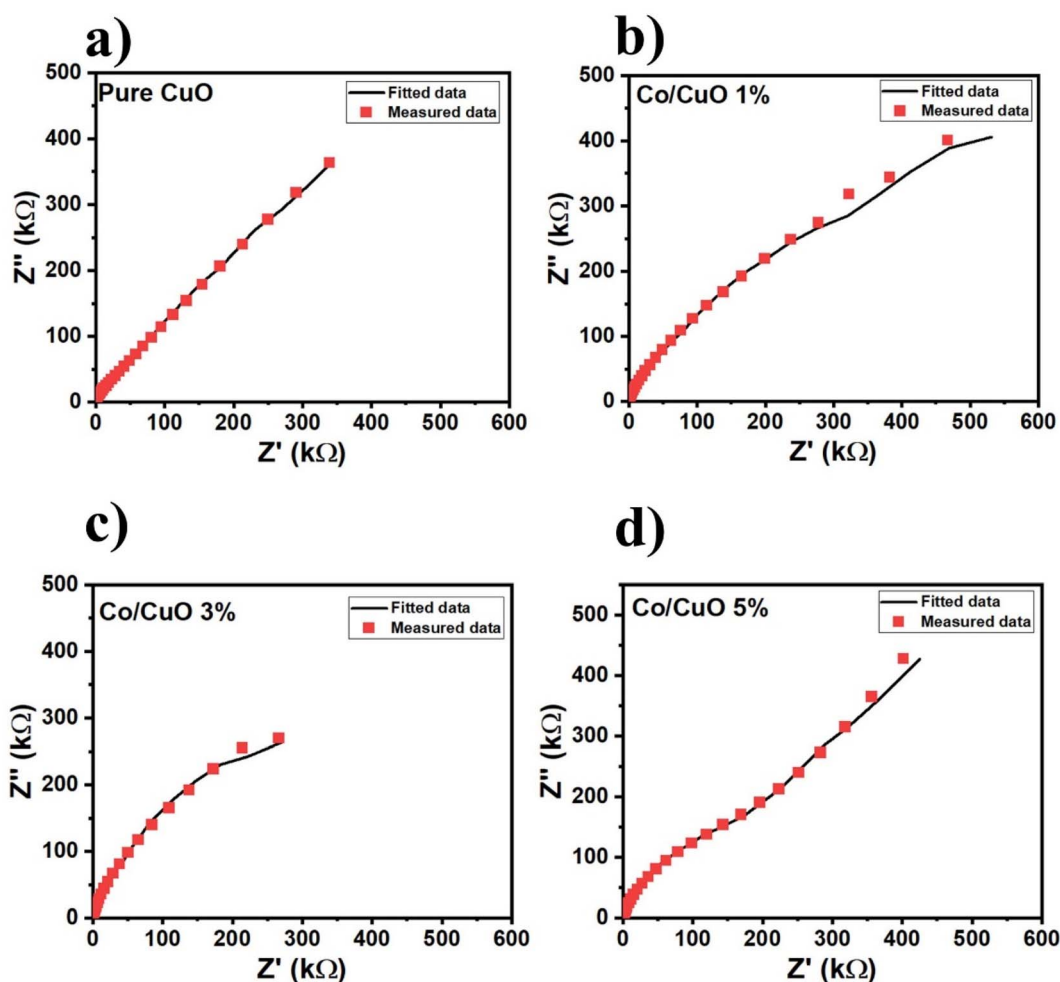 a)
Pure CuO
Fitted data
Measured data
500
400
300
200
100
0
Z'' (kΩ)
0 100 200 300 400 500 600
Z' (kΩ)
b)
Co/CuO 1%
Fitted data
Measured data
500
400
300
200
100
0
Z'' (kΩ)
0 100 200 300 400 500 600
Z' (kΩ)
c)
Co/CuO 3%
Fitted data
Measured data
500
400
300
200
100
0
Z'' (kΩ)
0 100 200 300 400 500 600
Z' (kΩ)
d)
Co/CuO 5%
Fitted data
Measured data
500
400
300
200
100
0
Z'' (kΩ)
0 100 200 300 400 500 600
Z' (kΩ)